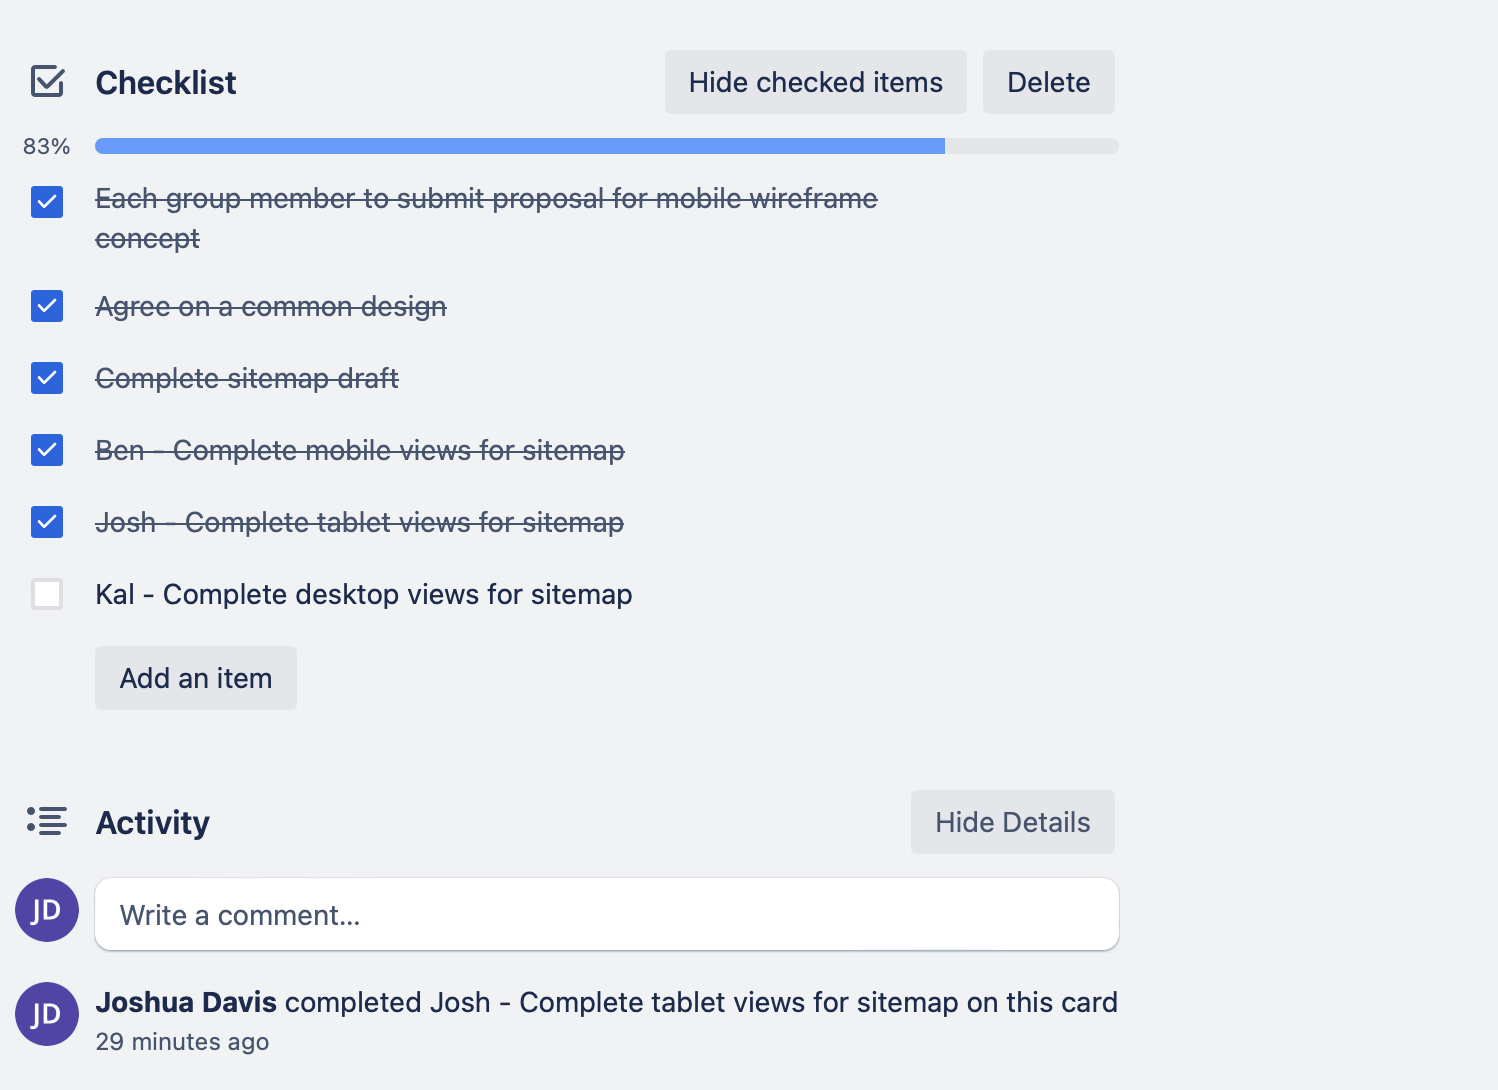 Checklist
Hide checked items
Delete
83%
Each group member to submit proposal for mobile wireframe
concept
Agree on a common design
Complete sitemap draft
Ben - Complete mobile views for sitemap
Josh - Complete tablet views for sitemap
Kal - Complete desktop views for sitemap
Add an item
Activity
Hide Details
JD
Write a comment...
JD
Joshua Davis completed Josh - Complete tablet views for sitemap on this card
29 minutes ago